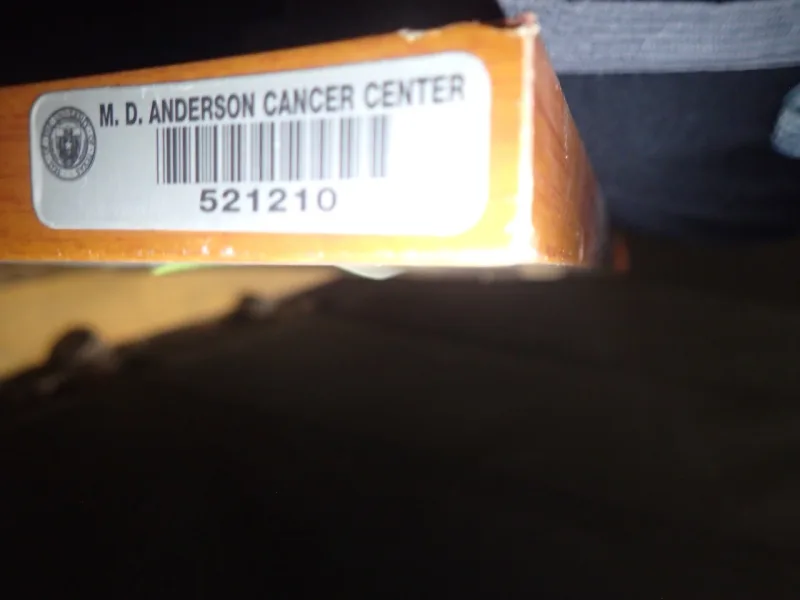 M. D. ANDERSON CANCER CENTER
521210